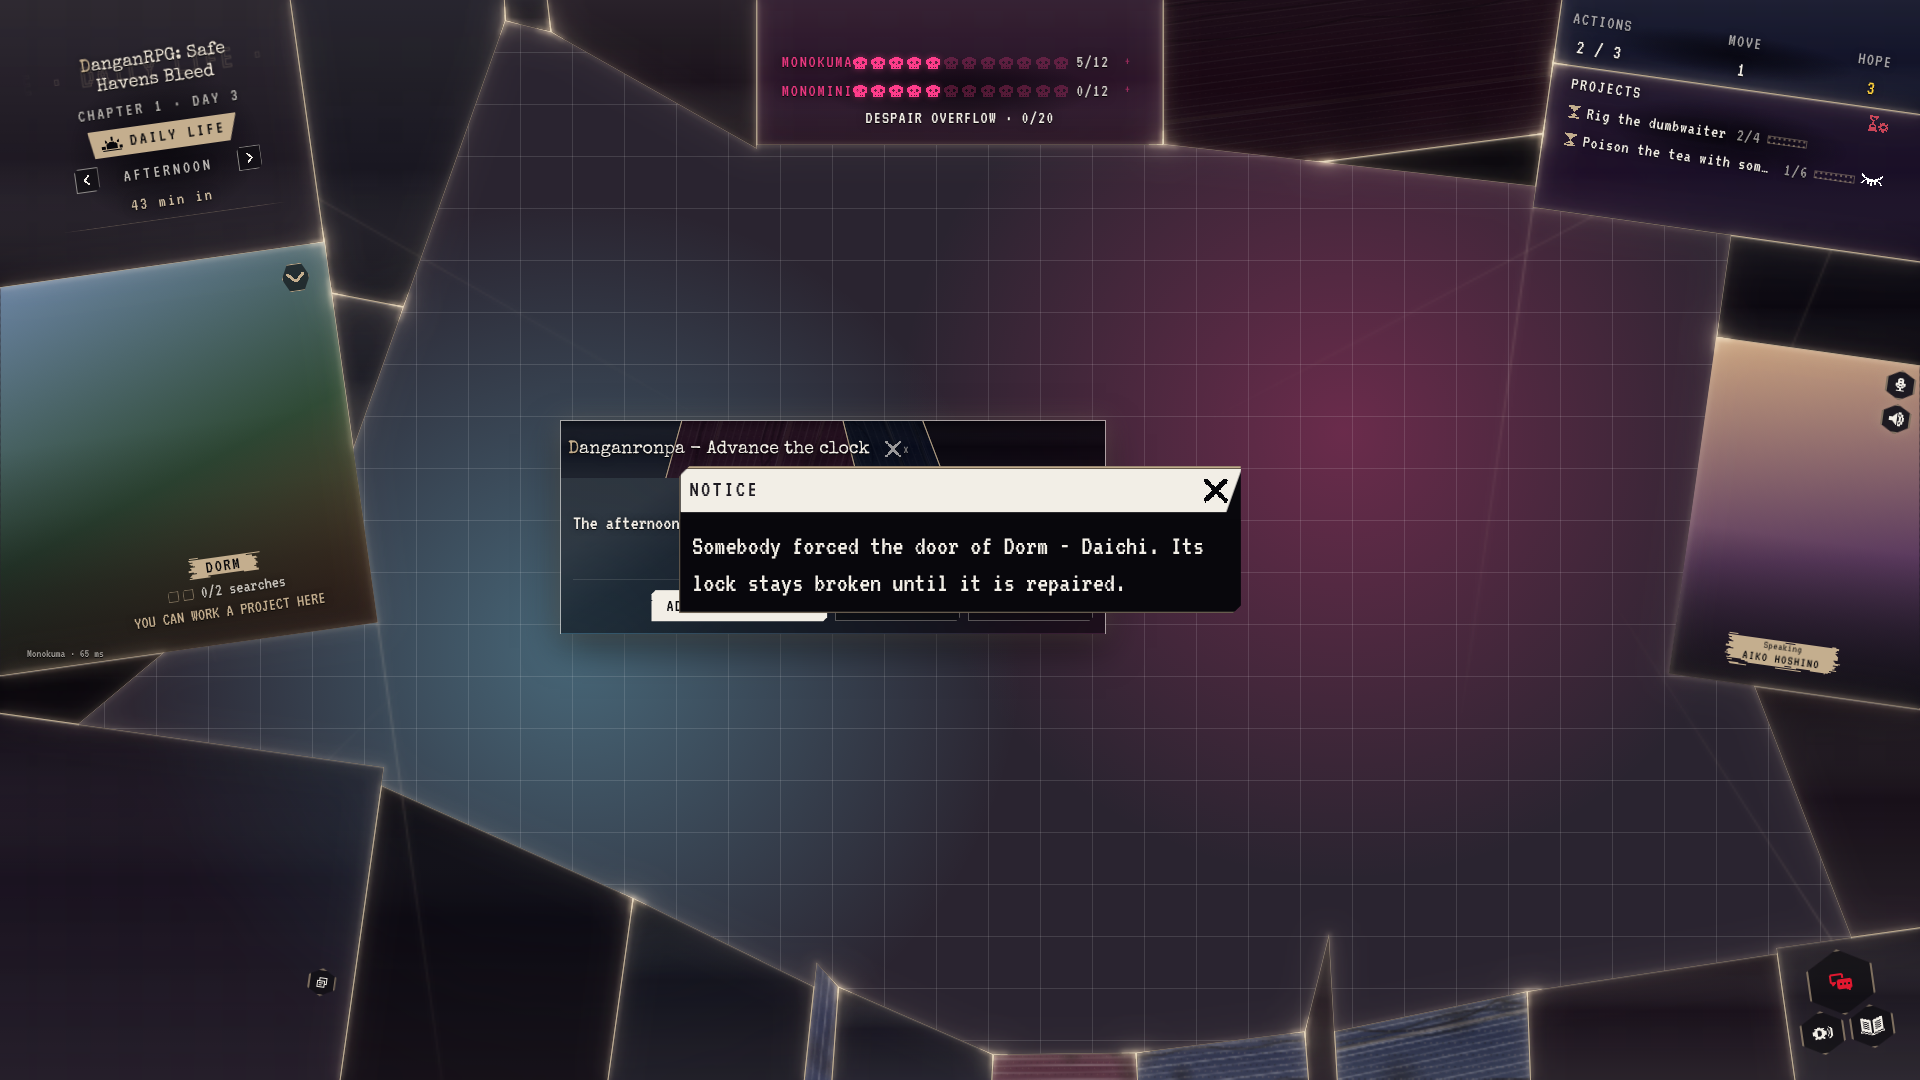 DanganRPG: Safe
Havens Bleed
CHAPTER 1 · DAY 3
DAILY LIFE
AFTERNOON
43 min in
MONOKUMA 5/12
MONOMINI 0/12
DESPAIR OVERFLOW · 0/20
ACTIONS
2 / 3
MOVE
1
HOPE
3
PROJECTS
Rig the dumbwaiter 2/4
Poison the tea with som… 1/6
DORM
0/2 searches
YOU CAN WORK A PROJECT HERE
Monokuma · 65 ms
Danganronpa — Advance the clock
The afternoon
NOTICE
Somebody forced the door of Dorm - Daichi. Its
lock stays broken until it is repaired.
Speaking
AIKO HOSHINO